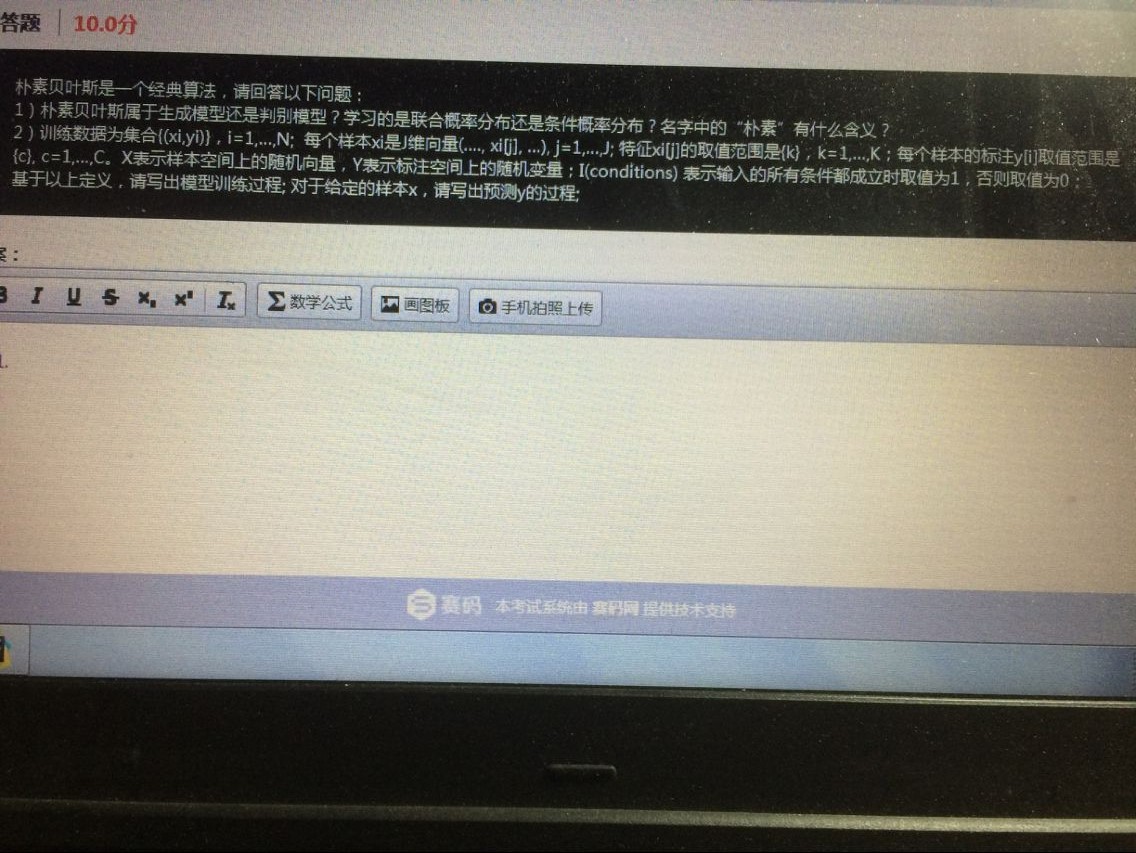 答题 10.0分
朴素贝叶斯是一个经典算法，请回答以下问题：
1）朴素贝叶斯属于生成模型还是判别模型？学习的是联合概率分布还是条件概率分布？名字中的“朴素”有什么含义？
2）训练数据为集合{(xi,yi)}，i=1,...,N; 每个样本xi是J维向量(...., xi[j], ...), j=1,...,J; 特征xi[j]的取值范围是{k}，k=1,...,K；每个样本的标注y[i]取值范围是
{c}, c=1,...,C。X表示样本空间上的随机向量，Y表示标注空间上的随机变量；I(conditions) 表示输入的所有条件都成立时取值为1，否则取值为0；
基于以上定义，请写出模型训练过程; 对于给定的样本x，请写出预测y的过程;
案：
B I U S x₂ x² Tx Σ数学公式 画图板 手机拍照上传
1.
赛码 本考试系统由 赛码网 提供技术支持